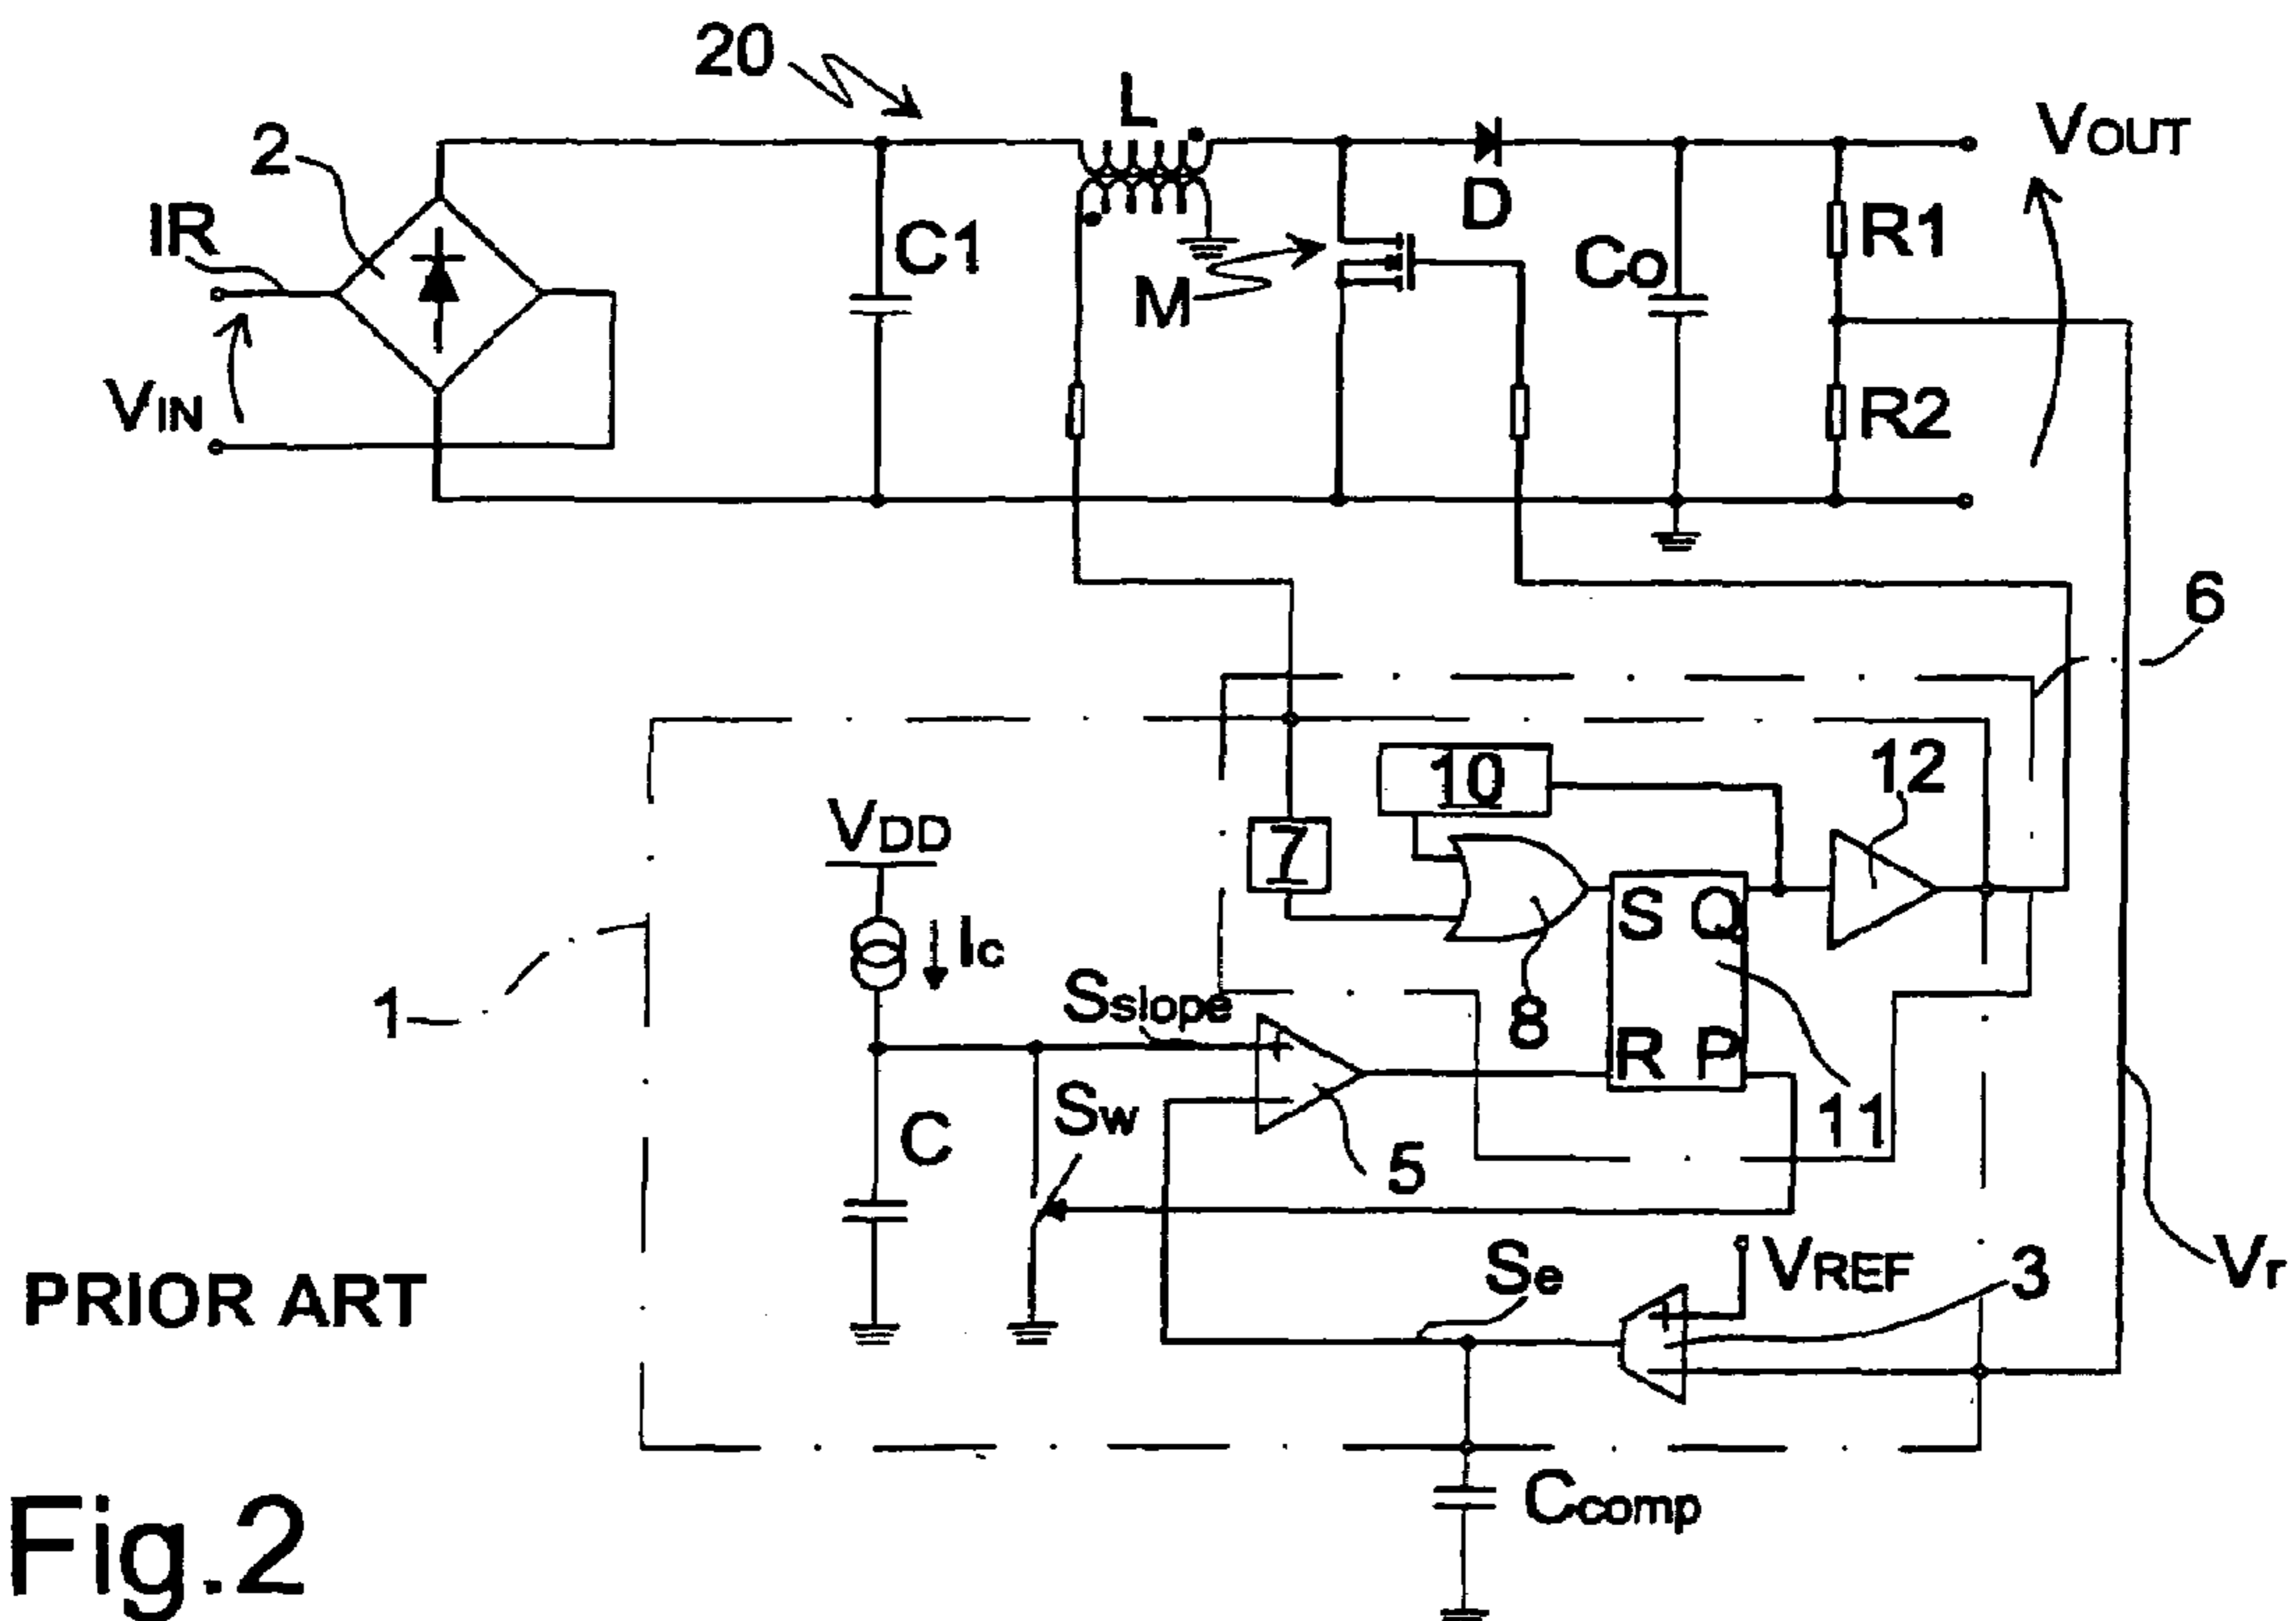 20
L
VOUT
2
D
IR
C1
R1
Co
M
VIN
R2
6
10
12
VDD
7
S Q
Ic
1
Sslope
8
R P
+
Sw
C
5
11
Se
VREF
3
Vr
+
PRIOR ART
Ccomp
Fig.2